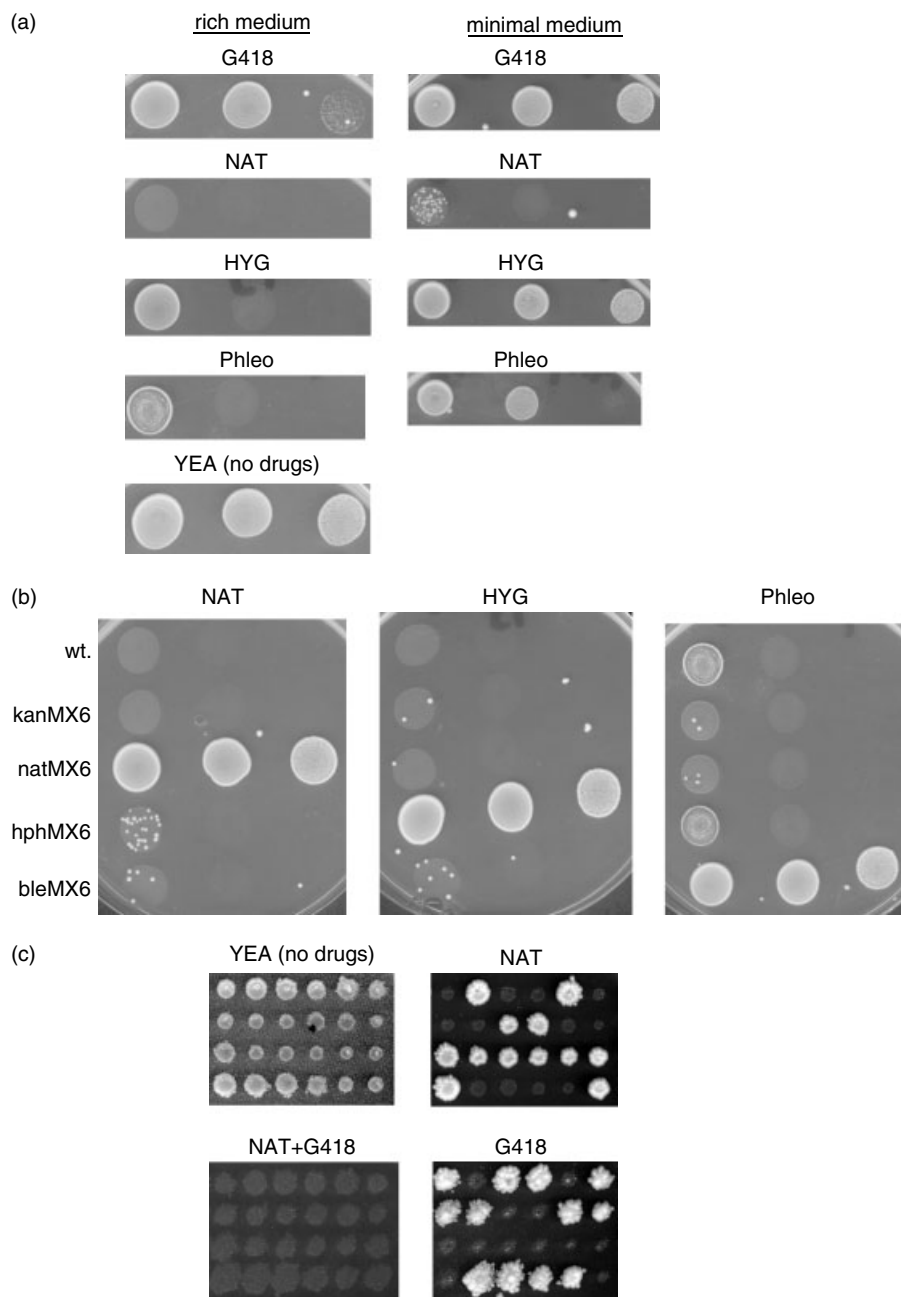 (a)
rich medium
minimal medium
G418
G418
NAT
NAT
HYG
HYG
Phleo
Phleo
YEA (no drugs)
(b)
NAT
HYG
Phleo
wt.
kanMX6
natMX6
hphMX6
bleMX6
(c)
YEA (no drugs)
NAT
NAT+G418
G418